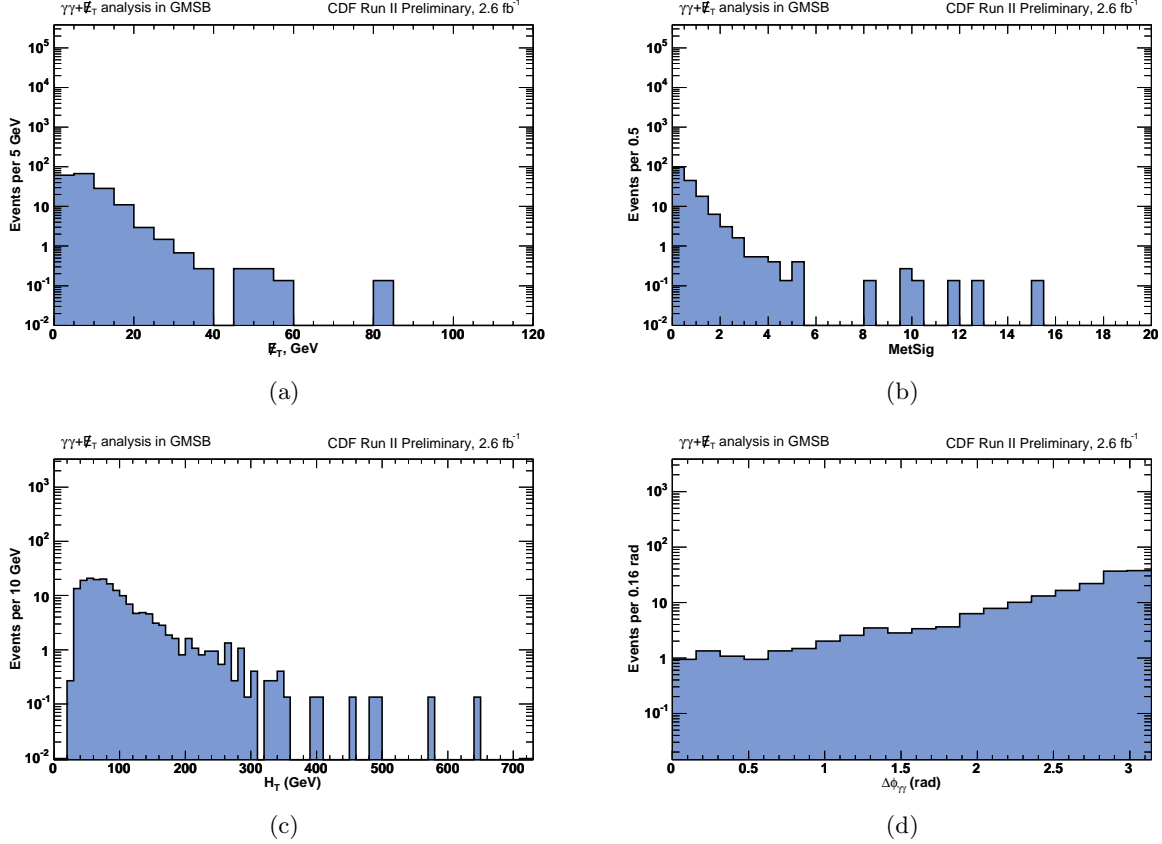 γγ+E̸_T analysis in GMSB CDF Run II Preliminary, 2.6 fb⁻¹
Events per 5 GeV
10⁵
10⁴
10³
10²
10
1
10⁻¹
10⁻²
0 20 40 60 80 100 120
E̸_T, GeV
(a)
γγ+E̸_T analysis in GMSB CDF Run II Preliminary, 2.6 fb⁻¹
Events per 0.5
10⁵
10⁴
10³
10²
10
1
10⁻¹
10⁻²
0 2 4 6 8 10 12 14 16 18 20
MetSig
(b)
γγ+E̸_T analysis in GMSB CDF Run II Preliminary, 2.6 fb⁻¹
Events per 10 GeV
10³
10²
10
1
10⁻¹
10⁻²
0 100 200 300 400 500 600 700
H_T (GeV)
(c)
γγ+E̸_T analysis in GMSB CDF Run II Preliminary, 2.6 fb⁻¹
Events per 0.16 rad
10³
10²
10
1
10⁻¹
0 0.5 1 1.5 2 2.5 3
Δϕ_γγ (rad)
(d)